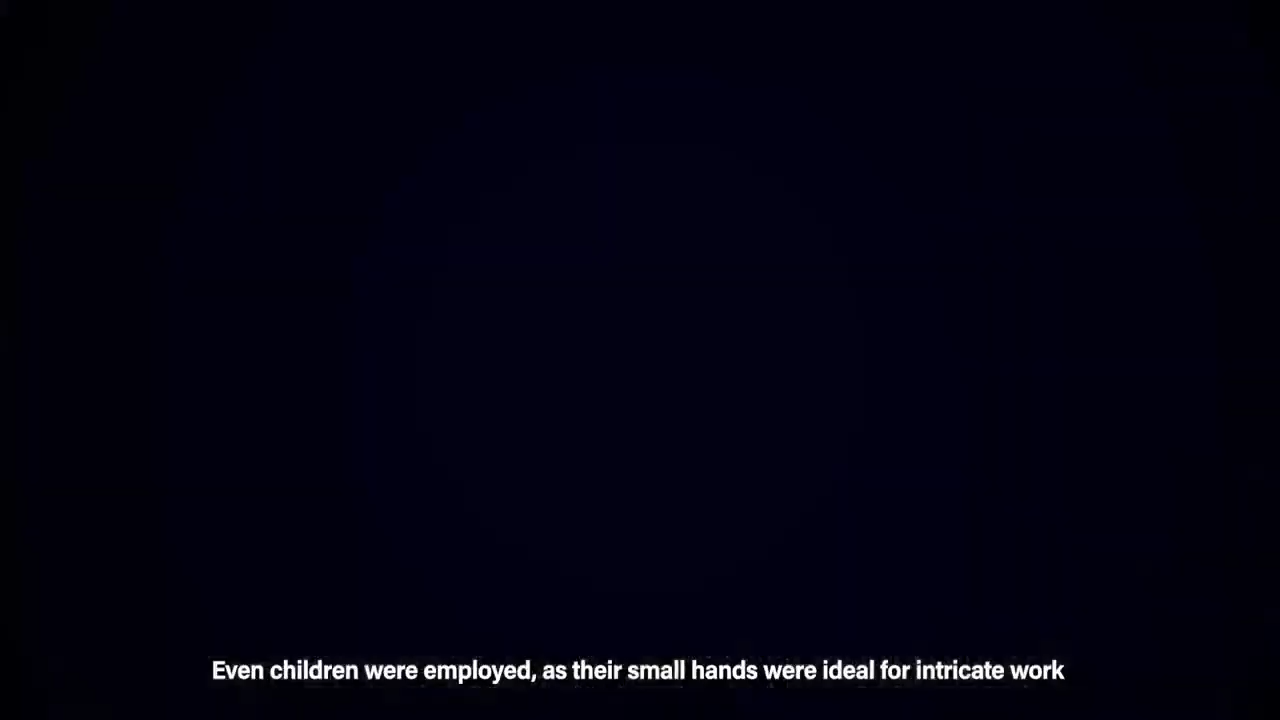 Even children were employed, as their small hands were ideal for intricate work